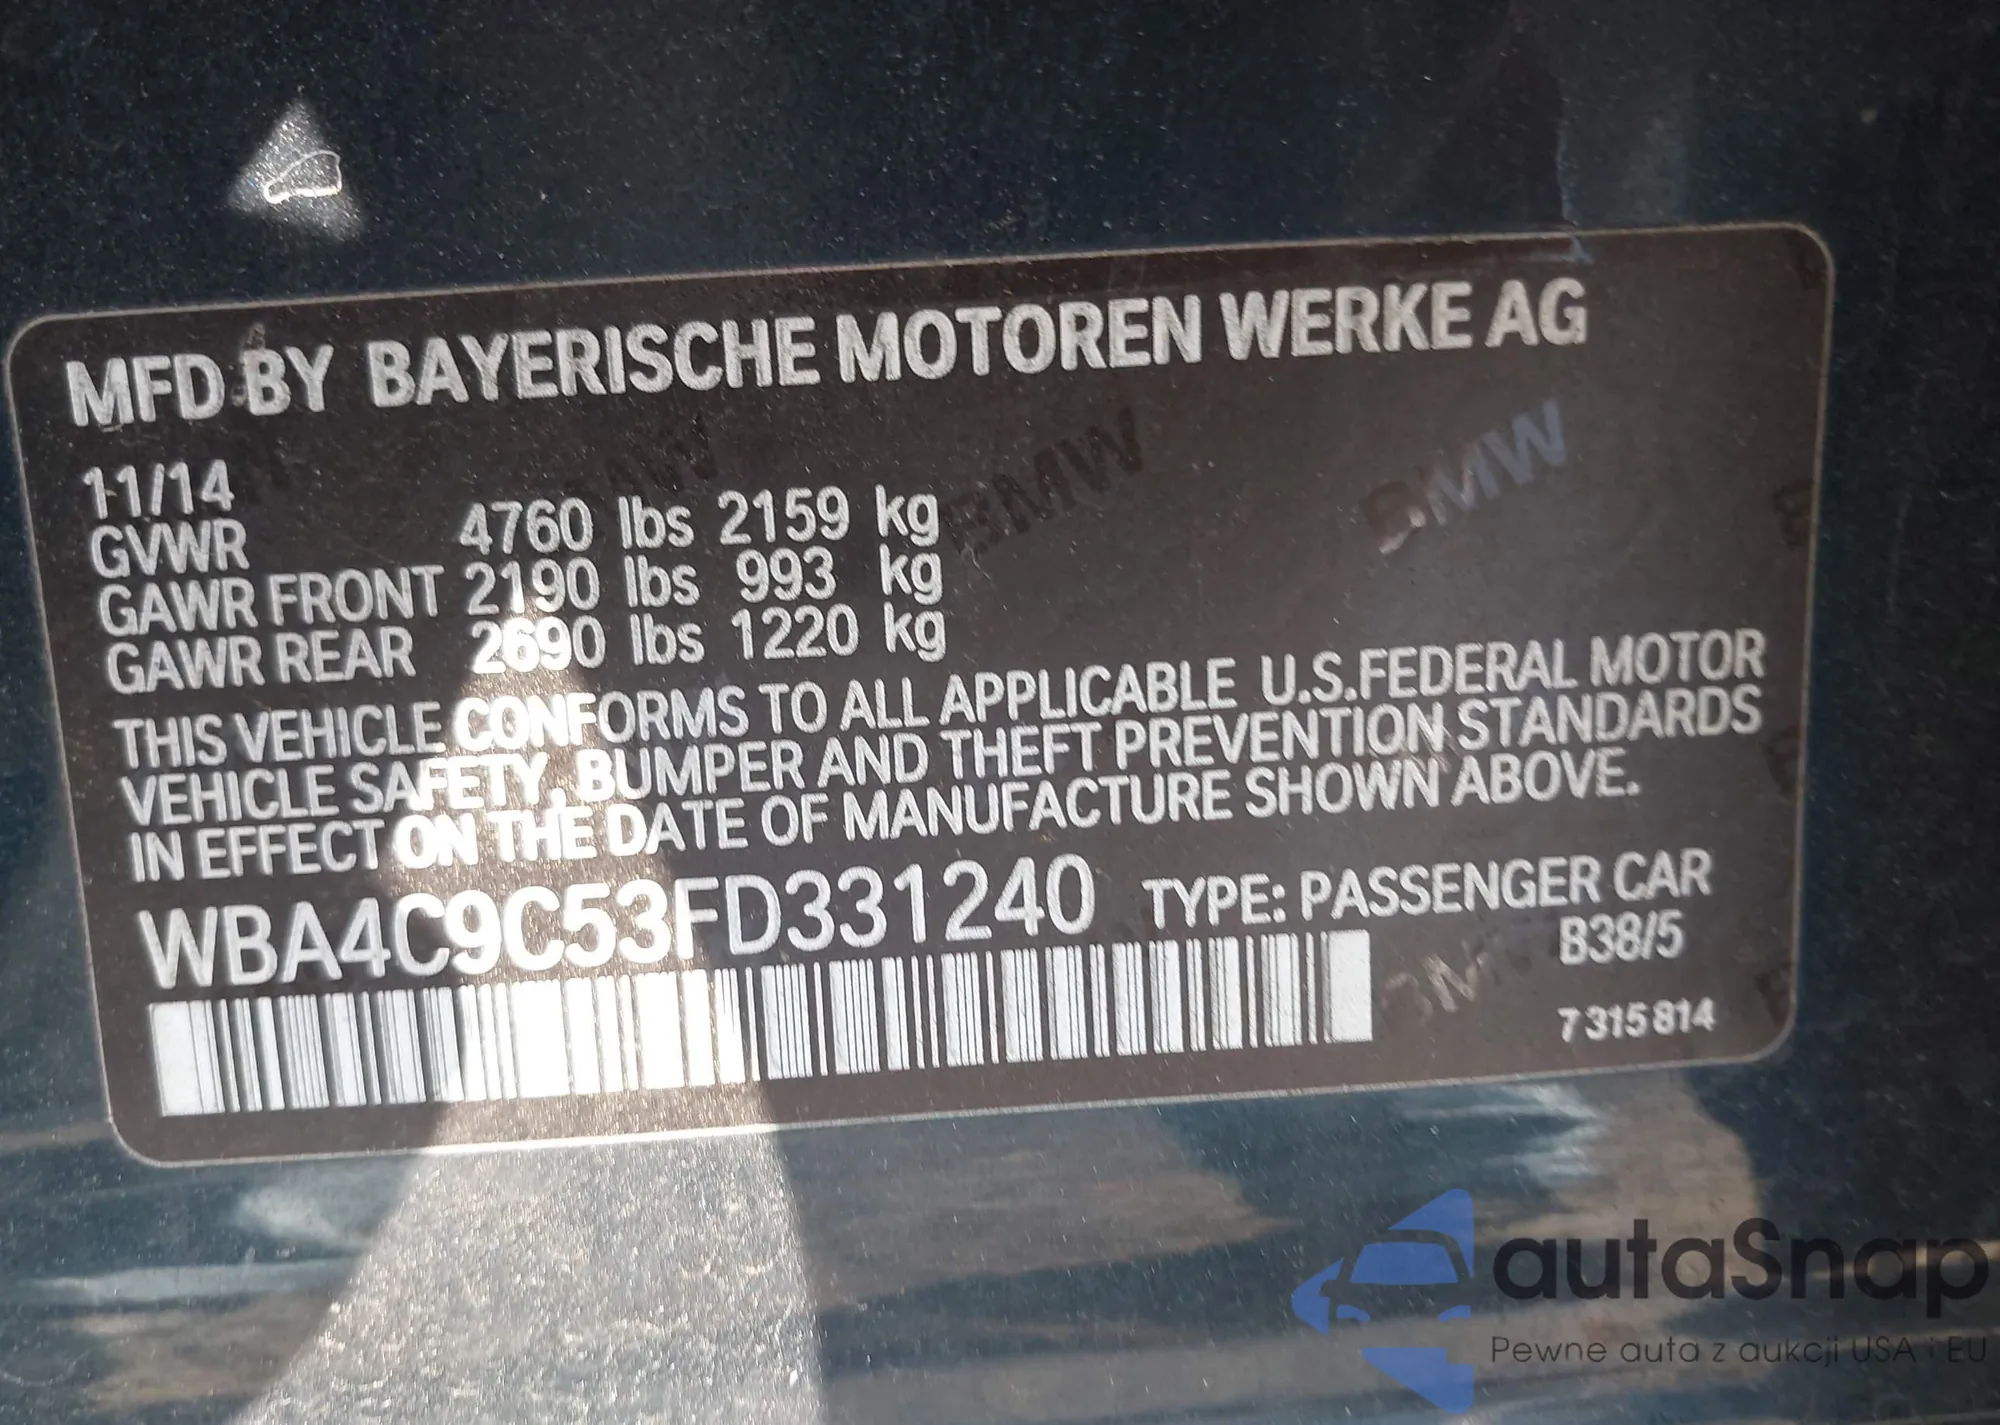 MFD BY BAYERISCHE MOTOREN WERKE AG
11/14
GVWR 4760 lbs 2159 kg
GAWR FRONT 2190 lbs 993 kg
GAWR REAR 2690 lbs 1220 kg
THIS VEHICLE CONFORMS TO ALL APPLICABLE U.S.FEDERAL MOTOR
VEHICLE SAFETY, BUMPER AND THEFT PREVENTION STANDARDS
IN EFFECT ON THE DATE OF MANUFACTURE SHOWN ABOVE.
WBA4C9C53FD331240 TYPE: PASSENGER CAR
B38/5
7 315 814
BMW BMW
BMW
autaSnap
Pewne auta z aukcji USA i EU